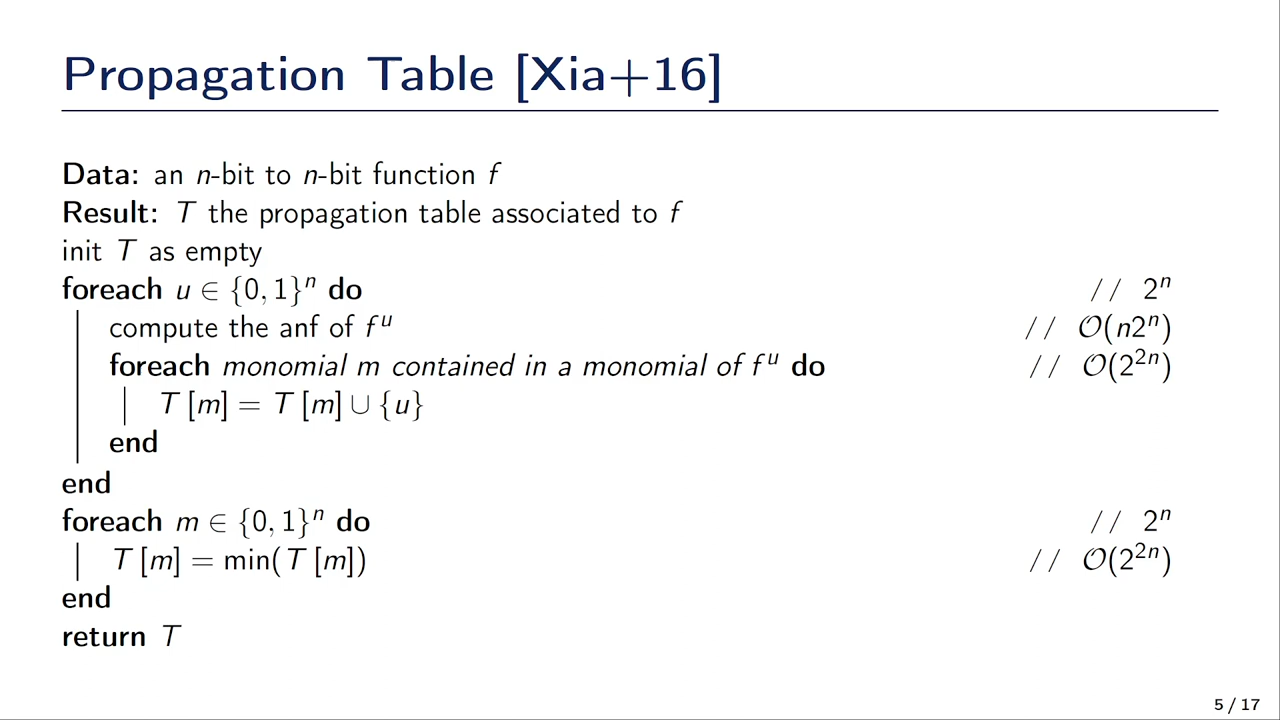 Propagation Table [Xia+16]
Data: an n-bit to n-bit function f
Result: T the propagation table associated to f
init T as empty
foreach u ∈ {0, 1}ⁿ do // 2ⁿ
compute the anf of fᵘ // 𝒪(n2ⁿ)
foreach monomial m contained in a monomial of fᵘ do // 𝒪(2²ⁿ)
T [m] = T [m] ∪ {u}
end
end
foreach m ∈ {0, 1}ⁿ do // 2ⁿ
T [m] = min(T [m]) // 𝒪(2²ⁿ)
end
return T
5 / 17